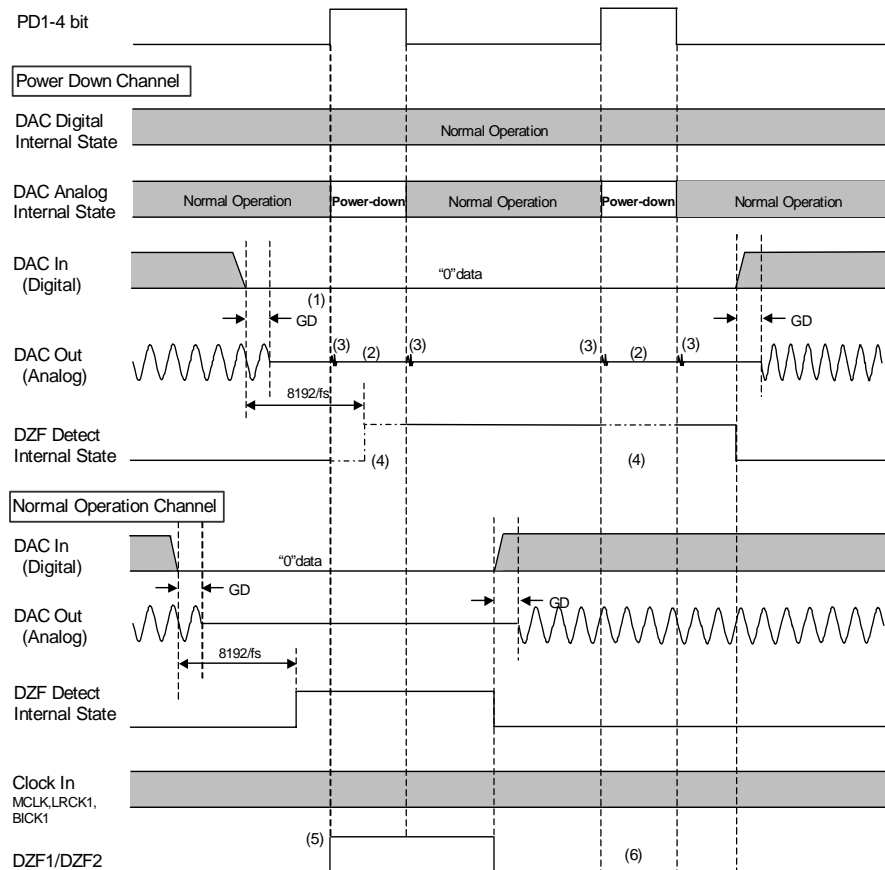 PD1-4 bit
Power Down Channel
DAC Digital
Internal State
Normal Operation
DAC Analog
Internal State
Normal Operation
Power-down
Normal Operation
Power-down
Normal Operation
DAC In
(Digital)
“0”data
(1)
GD
GD
DAC Out
(Analog)
(3)
(2)
(3)
(3)
(2)
(3)
8192/fs
DZF Detect
Internal State
(4)
(4)
Normal Operation Channel
DAC In
(Digital)
“0”data
GD
GD
DAC Out
(Analog)
8192/fs
DZF Detect
Internal State
Clock In
MCLK,LRCK1,
BICK1
(5)
DZF1/DZF2
(6)